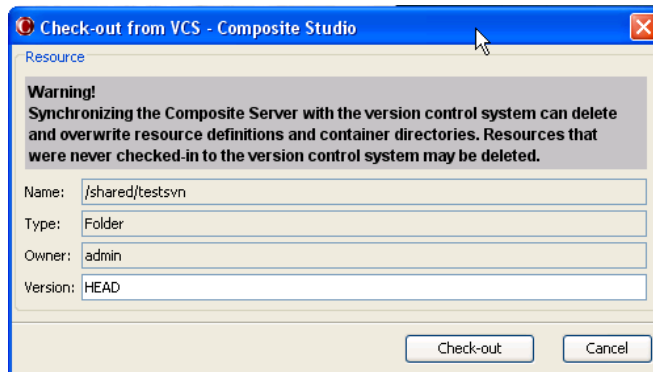 Check-out from VCS - Composite Studio
Resource
Warning!
Synchronizing the Composite Server with the version control system can delete
and overwrite resource definitions and container directories. Resources that
were never checked-in to the version control system may be deleted.
Name: /shared/testsvn
Type: Folder
Owner: admin
Version: HEAD
Check-out Cancel